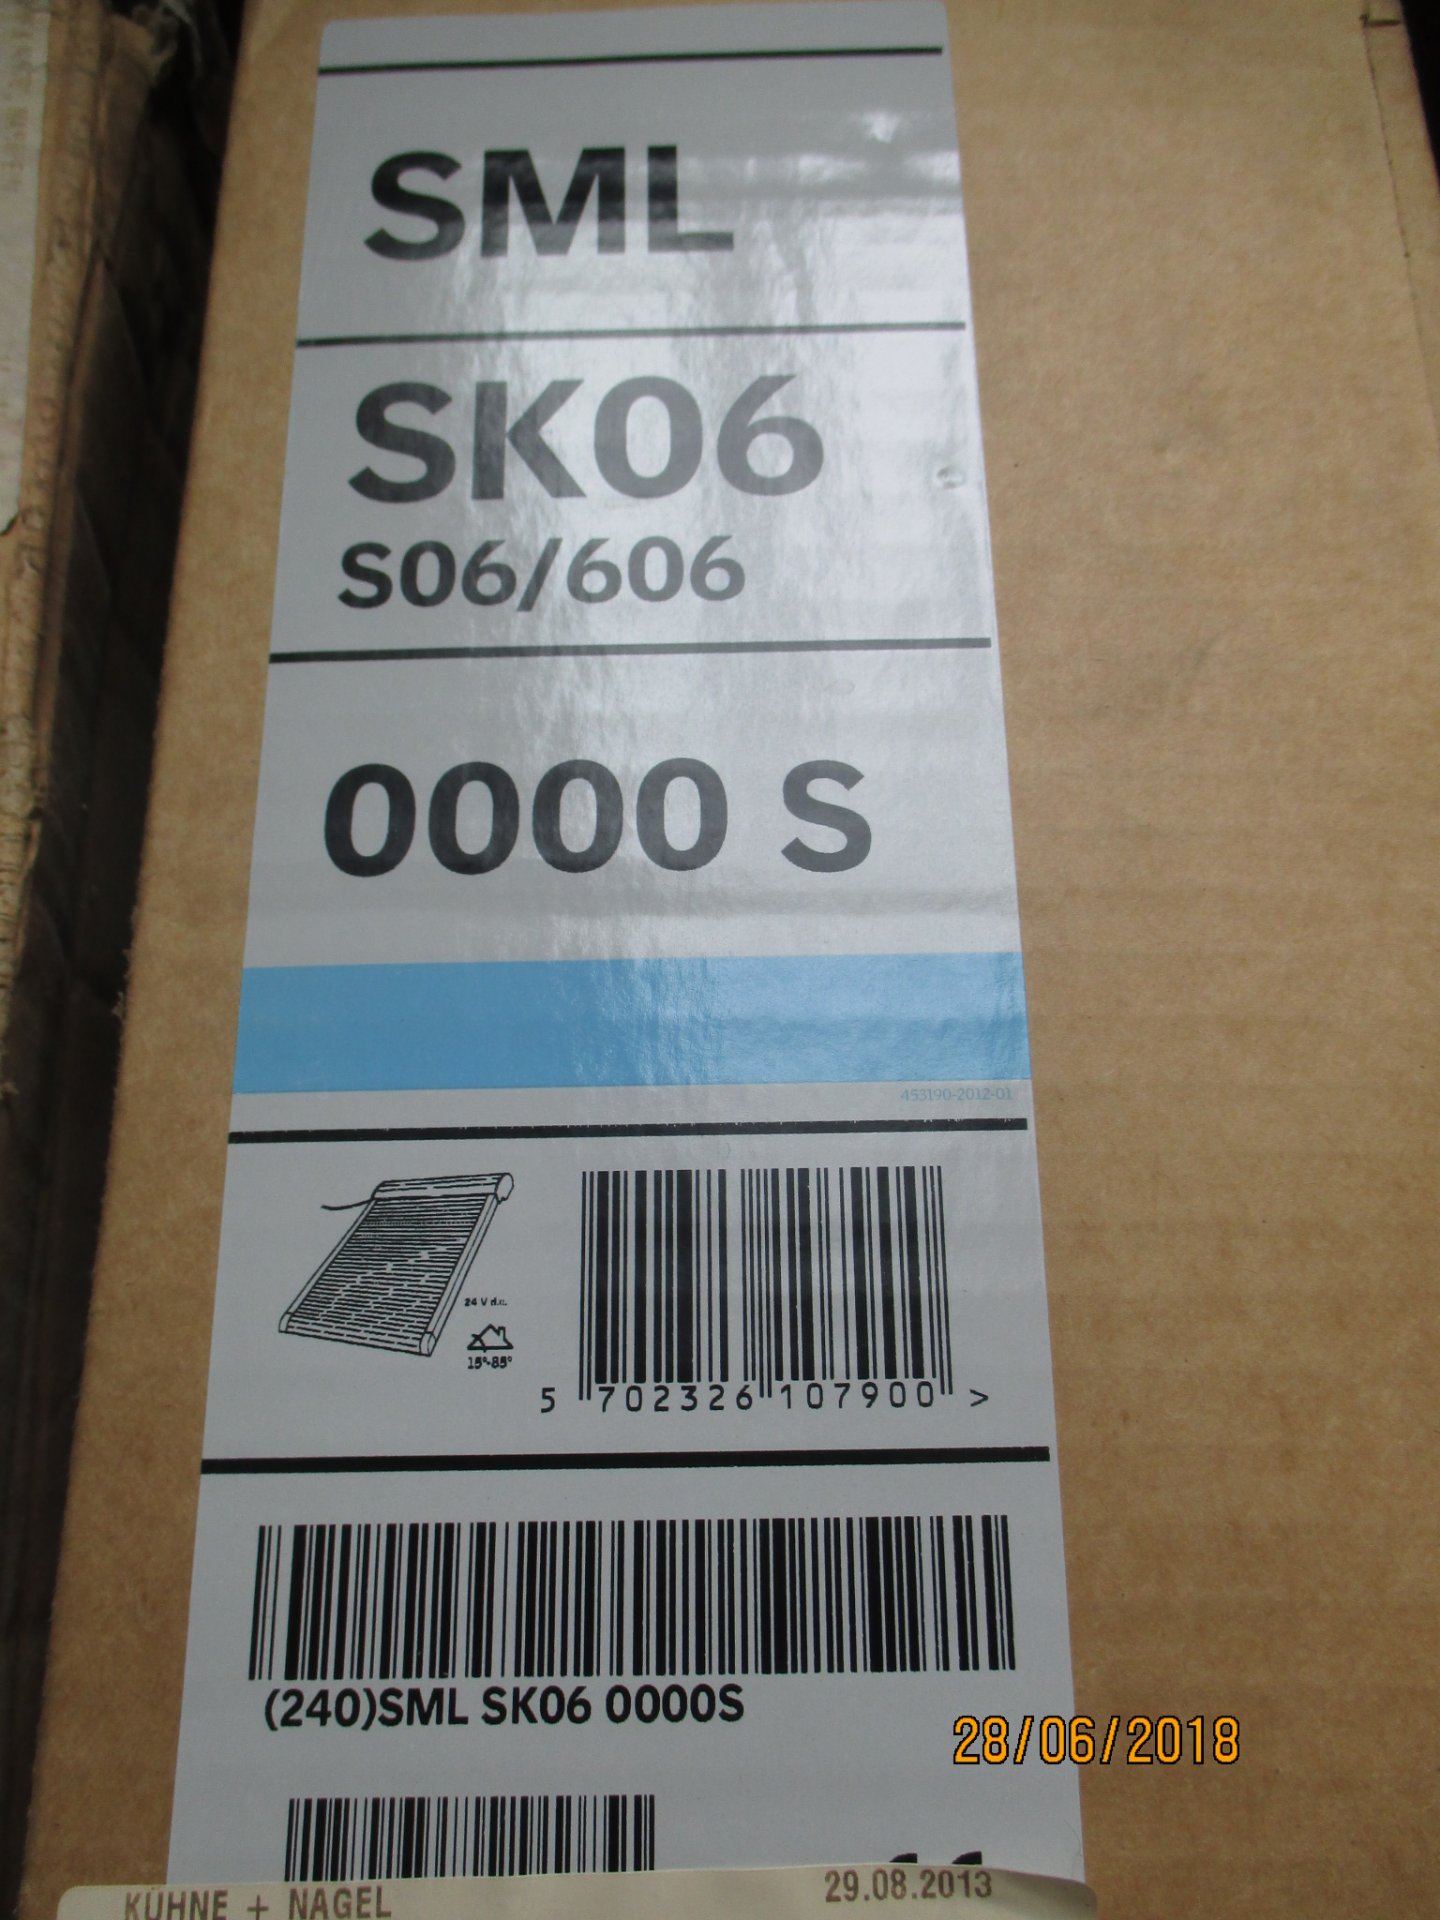 SML
SK06
S06/606
0000 S
453190-2012-01
24 V d.c.
15°-85°
5 702326 107900 >
(240)SML SK06 0000S
28/06/2018
KÜHNE + NAGEL 29.08.2013